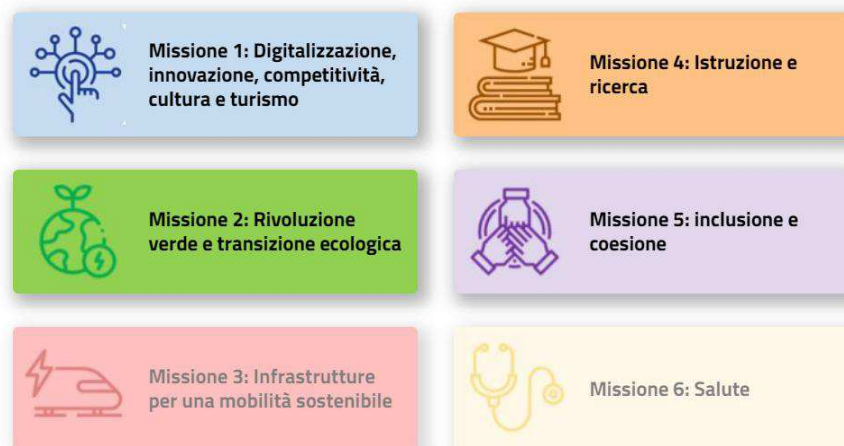 Missione 1: Digitalizzazione,
innovazione, competitività,
cultura e turismo
Missione 4: Istruzione e
ricerca
Missione 2: Rivoluzione
verde e transizione ecologica
Missione 5: inclusione e
coesione
Missione 3: Infrastrutture
per una mobilità sostenibile
Missione 6: Salute